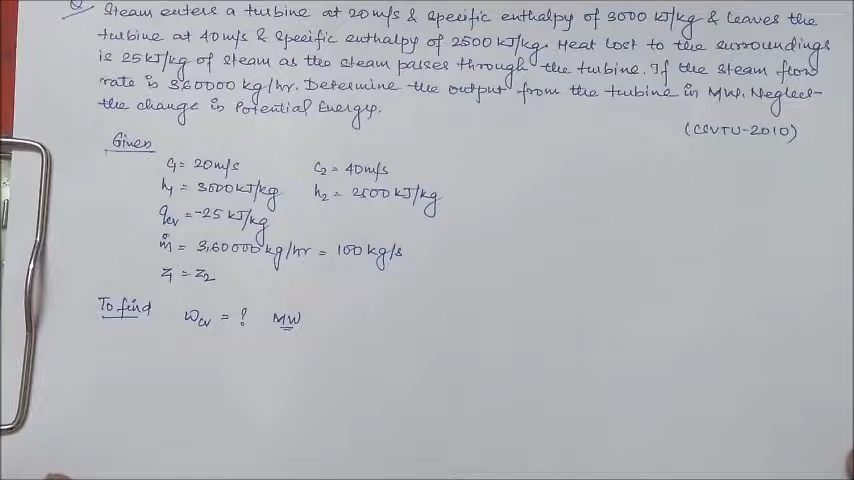 Q Steam enters a turbine at 20m/s & specific enthalpy of 3000 kJ/kg & leaves the
turbine at 40m/s & specific enthalpy of 2500 kJ/kg. Heat lost to the surroundings
is 25kJ/kg of steam as the steam passes through the turbine. If the steam flow
rate is 360000 kg/hr. Determine the output from the turbine in MW. Neglect
the change in Potential Energy.
(CSVTU-2010)
Given
C₁ = 20m/s C₂ = 40m/s
h₁ = 3000 kJ/kg h₂ = 2500 kJ/kg
q_cv = -25 kJ/kg
ṁ = 3,60000 kg/hr = 100 kg/s
Z₁ = Z₂
To find W_cv = ? MW